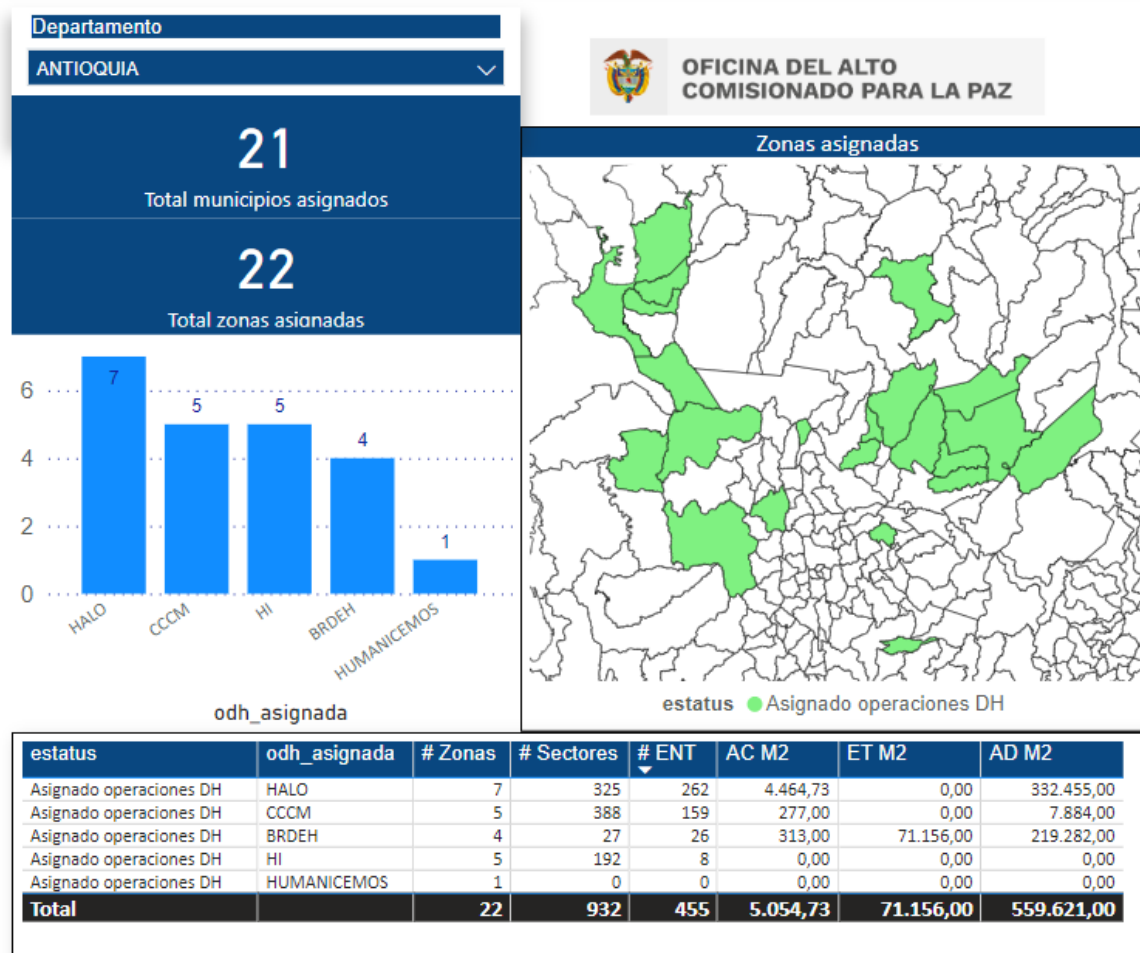 Departamento
ANTIOQUIA
OFICINA DEL ALTO
COMISIONADO PARA LA PAZ
21
Total municipios asignados
22
Total zonas asignadas
Zonas asignadas
6
4
2
0
7
5
5
4
1
HALO
CCCM
HI
BRDEH
HUMANICEMOS
odh_asignada
estatus Asignado operaciones DH
estatus odh_asignada # Zonas # Sectores # ENT AC M2 ET M2 AD M2
Asignado operaciones DH HALO 7 325 262 4.464,73 0,00 332.455,00
Asignado operaciones DH CCCM 5 388 159 277,00 0,00 7.884,00
Asignado operaciones DH BRDEH 4 27 26 313,00 71.156,00 219.282,00
Asignado operaciones DH HI 5 192 8 0,00 0,00 0,00
Asignado operaciones DH HUMANICEMOS 1 0 0 0,00 0,00 0,00
Total 22 932 455 5.054,73 71.156,00 559.621,00